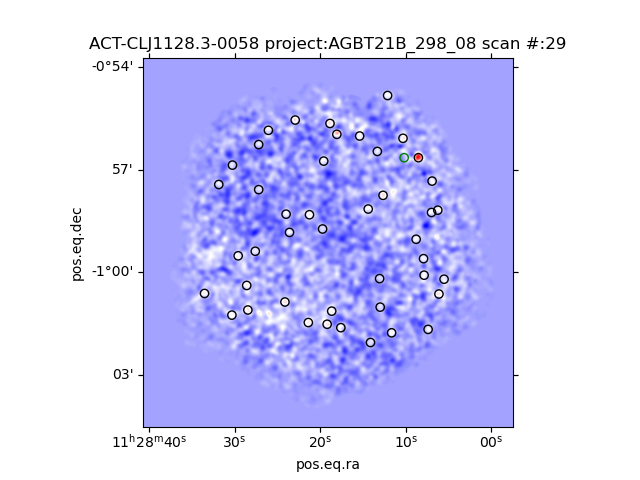 ACT-CLJ1128.3-0058 project:AGBT21B_298_08 scan #:29
-0°54'
57'
-1°00'
03'
pos.eq.dec
11ʰ28ᵐ40ˢ 30ˢ 20ˢ 10ˢ 00ˢ
pos.eq.ra